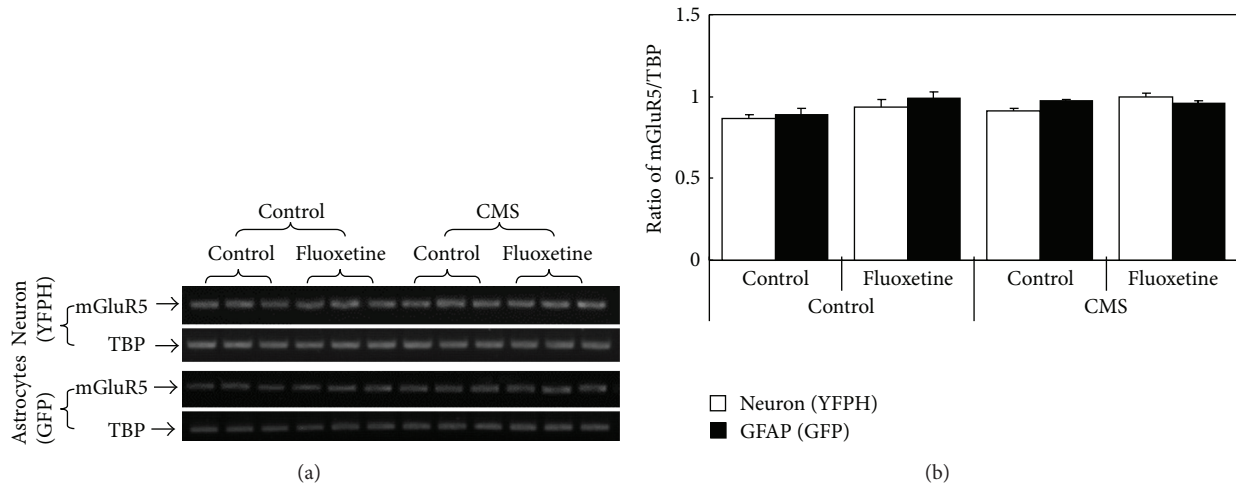 Control
CMS
Control
Fluoxetine
Control
Fluoxetine
Neuron
(YFPH)
mGluR5
TBP
Astrocytes
(GFP)
mGluR5
TBP
(a)
1.5
1
0.5
0
Ratio of mGluR5/TBP
Control
Fluoxetine
Control
Fluoxetine
Control
CMS
Neuron (YFPH)
GFAP (GFP)
(b)